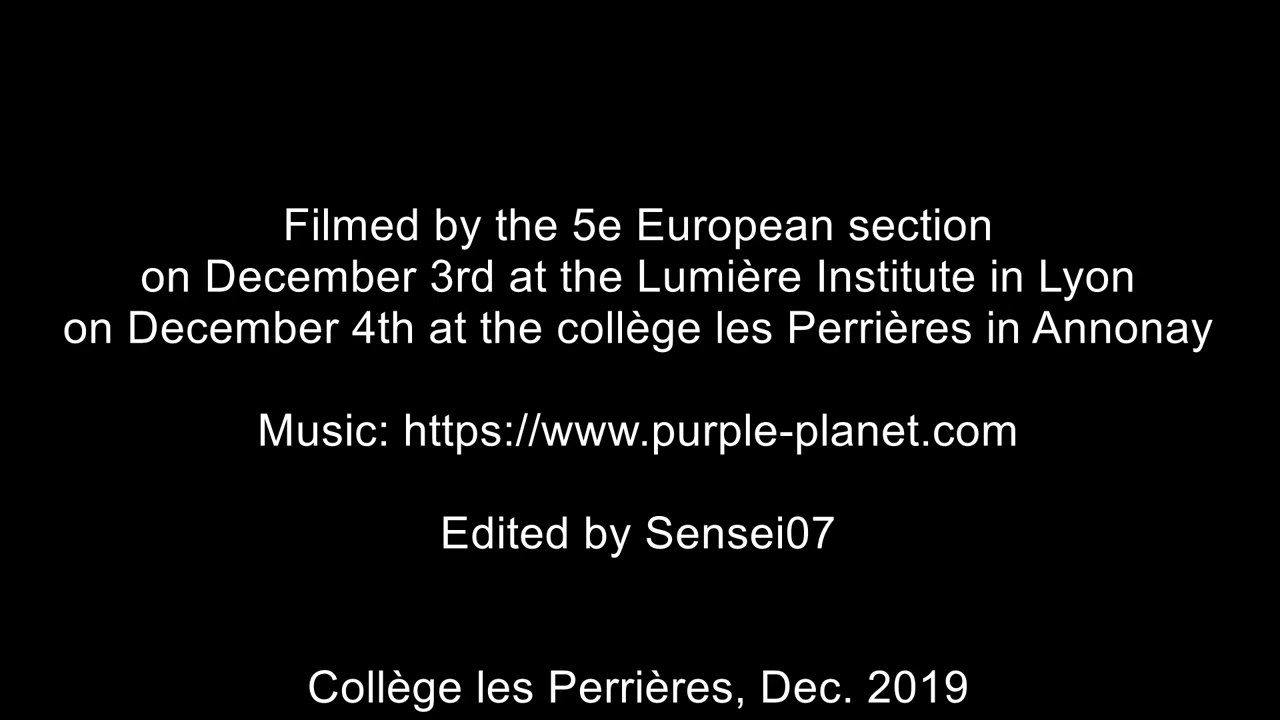 Filmed by the 5e European section
on December 3rd at the Lumière Institute in Lyon
on December 4th at the collège les Perrières in Annonay
Music: https://www.purple-planet.com
Edited by Sensei07
Collège les Perrières, Dec. 2019